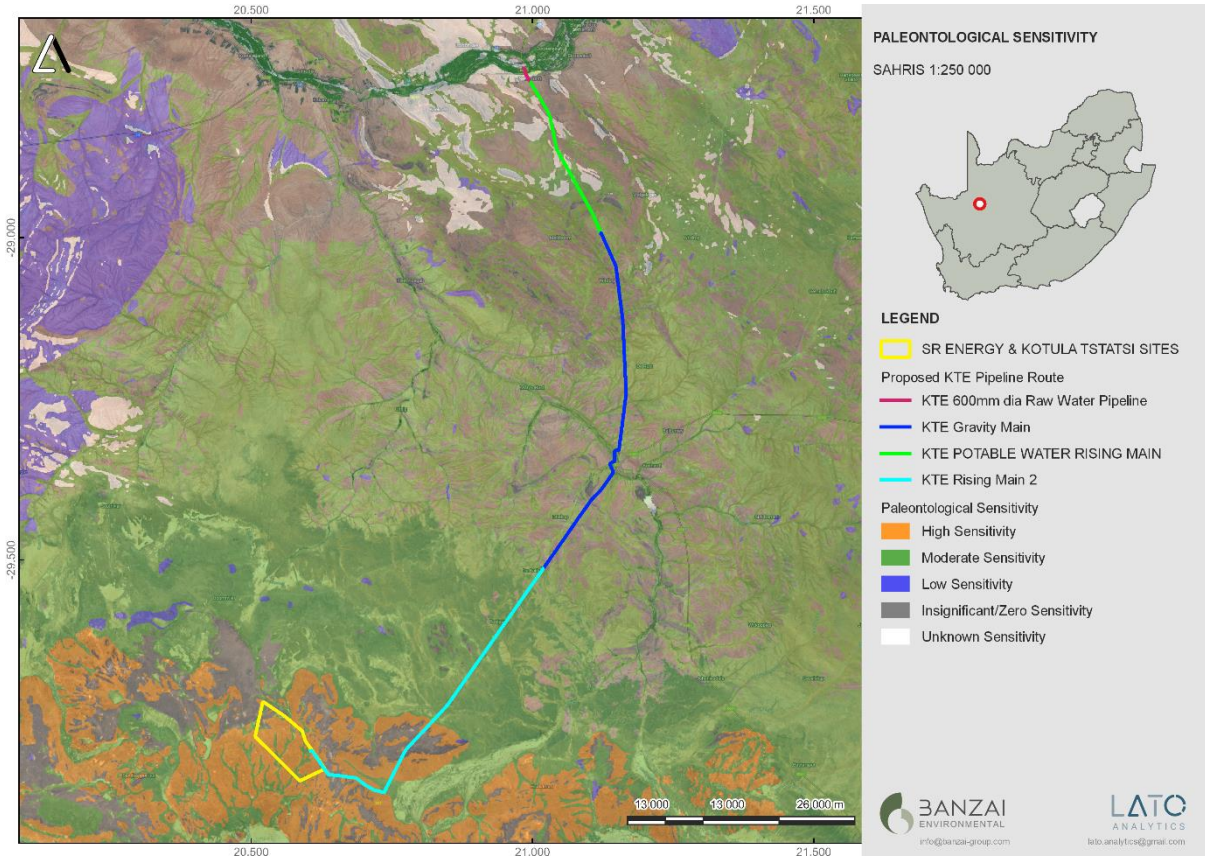 20.500
21.000
21.500
-29.000
-29.500
20.500
21.000
21.500
13 000
13 000
26 000 m
PALEONTOLOGICAL SENSITIVITY
SAHRIS 1:250 000
LEGEND
SR ENERGY & KOTULA TSTATSI SITES
Proposed KTE Pipeline Route
KTE 600mm dia Raw Water Pipeline
KTE Gravity Main
KTE POTABLE WATER RISING MAIN
KTE Rising Main 2
Paleontological Sensitivity
High Sensitivity
Moderate Sensitivity
Low Sensitivity
Insignificant/Zero Sensitivity
Unknown Sensitivity
BANZAI
ENVIRONMENTAL
info@banzai-group.com
LATO
ANALYTICS
lato.analytics@gmail.com